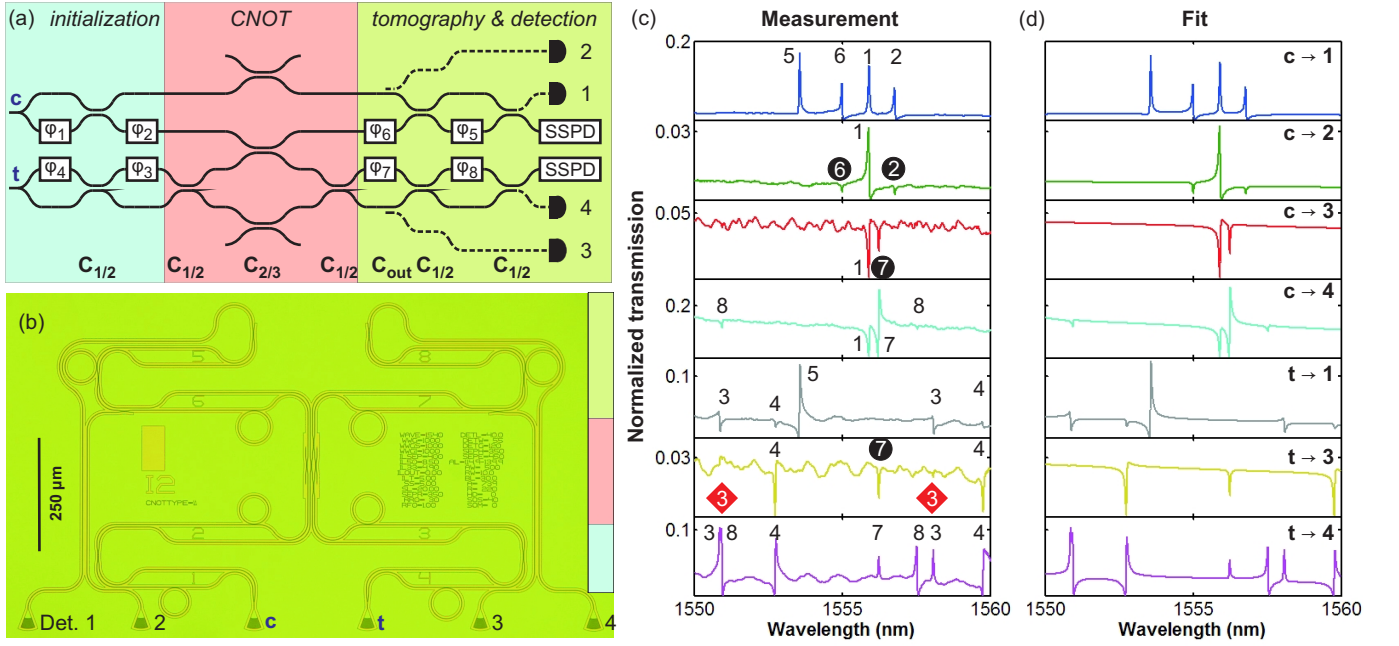 (a) initialization CNOT tomography & detection
2
c 1
φ1 φ2 φ6 φ5 SSPD
t φ4 φ3 φ7 φ8 SSPD
4
3
C1/2 C1/2 C2/3 C1/2 Cout C1/2 C1/2
(b)
5 8
6 7
I2
CNOTTYPE=
250 μm
2 3
1 4
Det. 1 2 c t 3 4
(c) Measurement
Normalized transmission
0.2 5 6 1 2
0.03 1 6 2
0.05 1 7
0.2 8 1 7 8
0.1 3 4 5 3 4
0.03 3 4 7 3 4
0.1 3 8 4 7 8 3 4
1550 1555 1560
Wavelength (nm)
(d) Fit
c → 1
c → 2
c → 3
c → 4
t → 1
t → 3
t → 4
1550 1555 1560
Wavelength (nm)